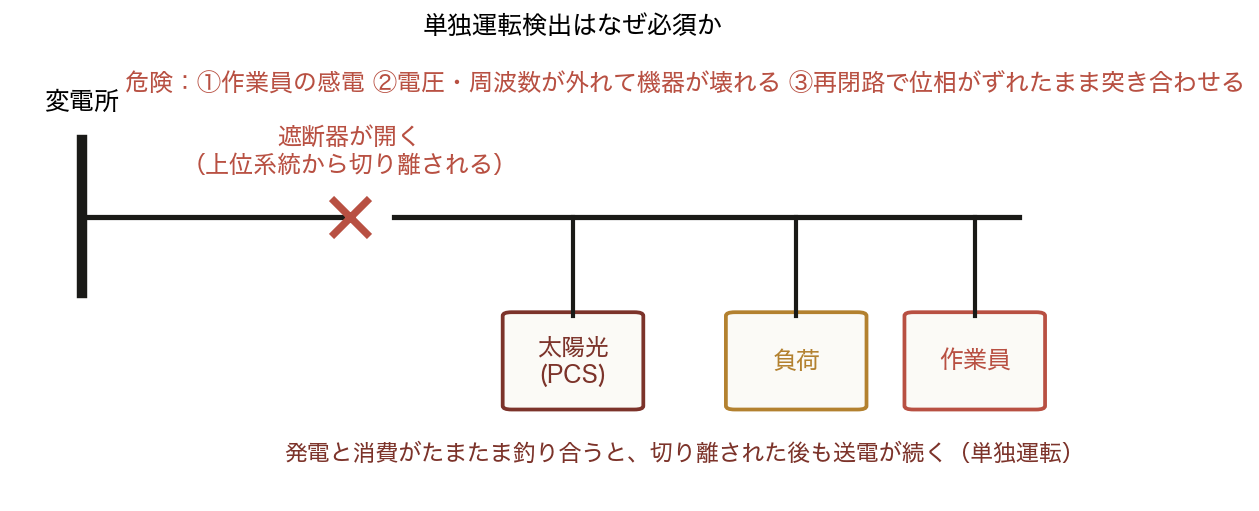 単独運転検出はなぜ必須か
危険：①作業員の感電 ②電圧・周波数が外れて機器が壊れる ③再閉路で位相がずれたまま突き合わせる
変電所
遮断器が開く
（上位系統から切り離される）
太陽光
(PCS)
負荷
作業員
発電と消費がたまたま釣り合うと、切り離された後も送電が続く（単独運転）